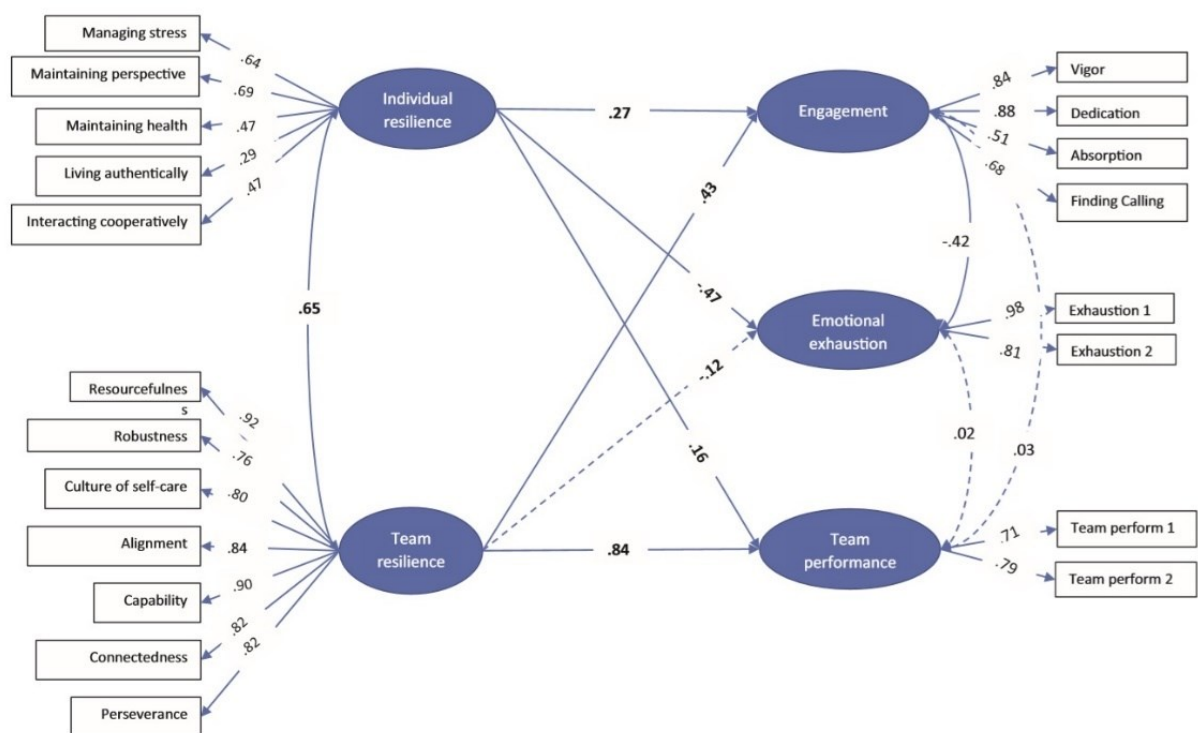 Managing stress
Maintaining perspective
Maintaining health
Living authentically
Interacting cooperatively
.64
.69
.47
.29
.47
Individual
resilience
.65
Resourcefulnes
s
Robustness
Culture of self-care
Alignment
Capability
Connectedness
Perseverance
.92
.76
.80
.84
.90
.82
.82
Team
resilience
.27
.43
-.47
-.12
.16
.84
Engagement
Emotional
exhaustion
Team
performance
.84
.88
.51
.68
Vigor
Dedication
Absorption
Finding Calling
-.42
.98
.81
Exhaustion 1
Exhaustion 2
.02
.03
.71
.79
Team perform 1
Team perform 2